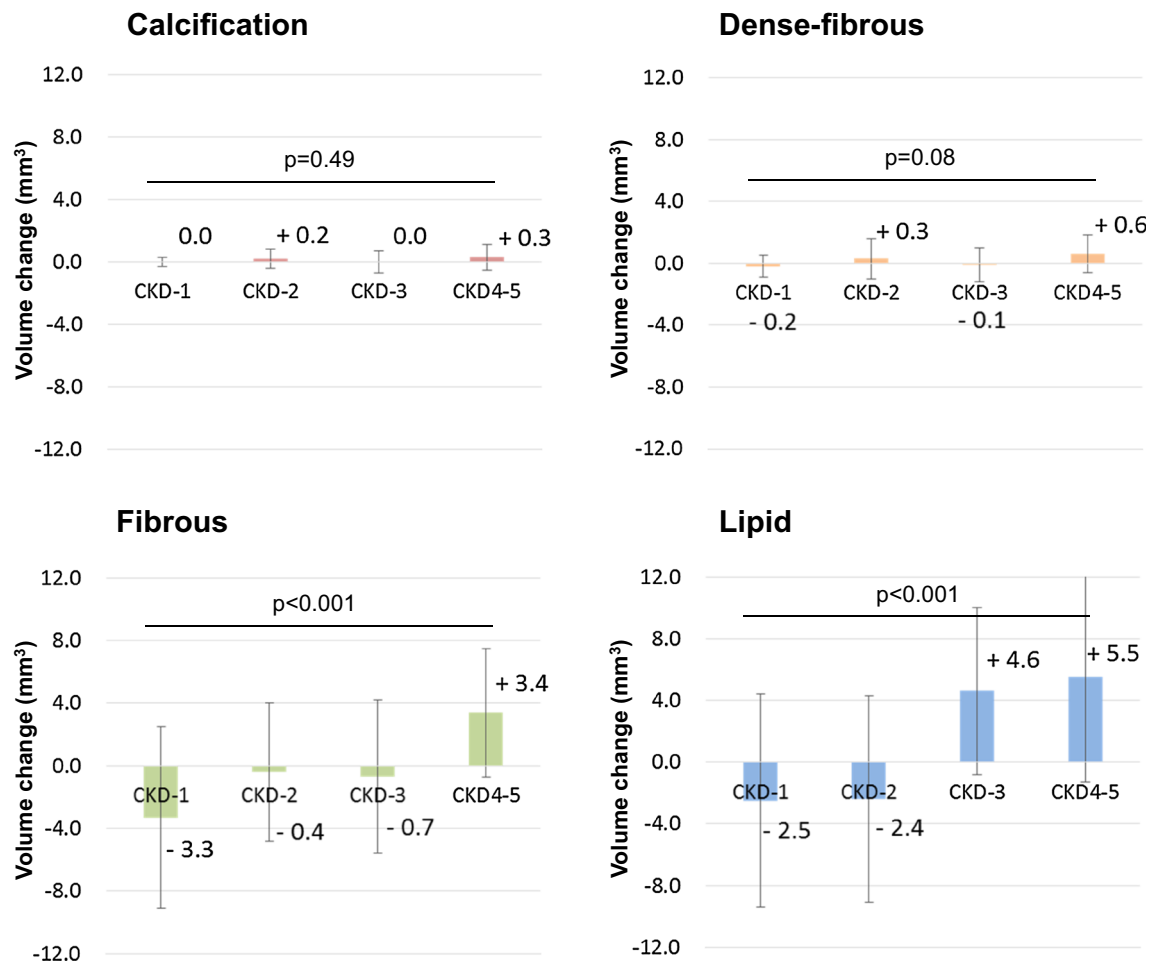 Calcification
Volume change (mm³)
12.0
8.0
4.0
0.0
-4.0
-8.0
-12.0
p=0.49
0.0
+ 0.2
0.0
+ 0.3
CKD-1
CKD-2
CKD-3
CKD4-5
Dense-fibrous
Volume change (mm³)
12.0
8.0
4.0
0.0
-4.0
-8.0
-12.0
p=0.08
+ 0.3
+ 0.6
CKD-1
CKD-2
CKD-3
CKD4-5
- 0.2
- 0.1
Fibrous
Volume change (mm³)
12.0
8.0
4.0
0.0
-4.0
-8.0
-12.0
p<0.001
+ 3.4
CKD-1
CKD-2
CKD-3
CKD4-5
- 3.3
- 0.4
- 0.7
Lipid
Volume change (mm³)
12.0
8.0
4.0
0.0
-4.0
-8.0
-12.0
p<0.001
+ 4.6
+ 5.5
CKD-1
CKD-2
CKD-3
CKD4-5
- 2.5
- 2.4